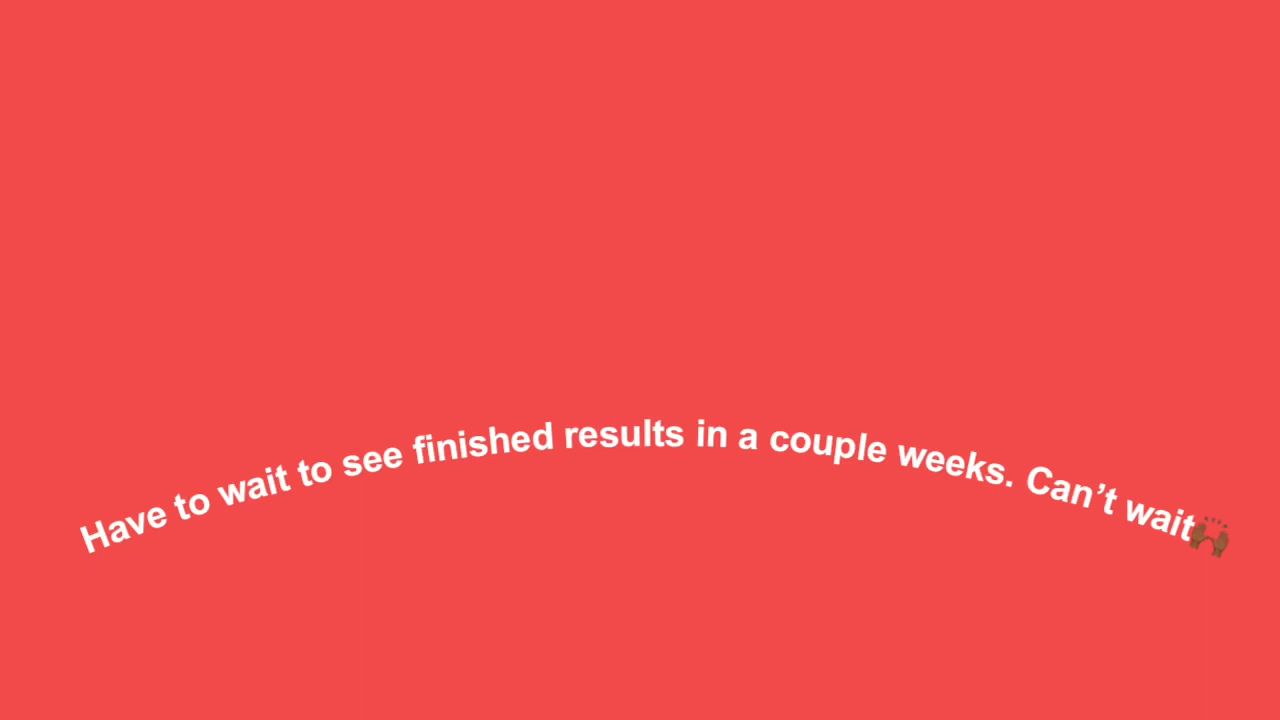 Have to wait to see finished results in a couple weeks. Can’t wait🙌🏾